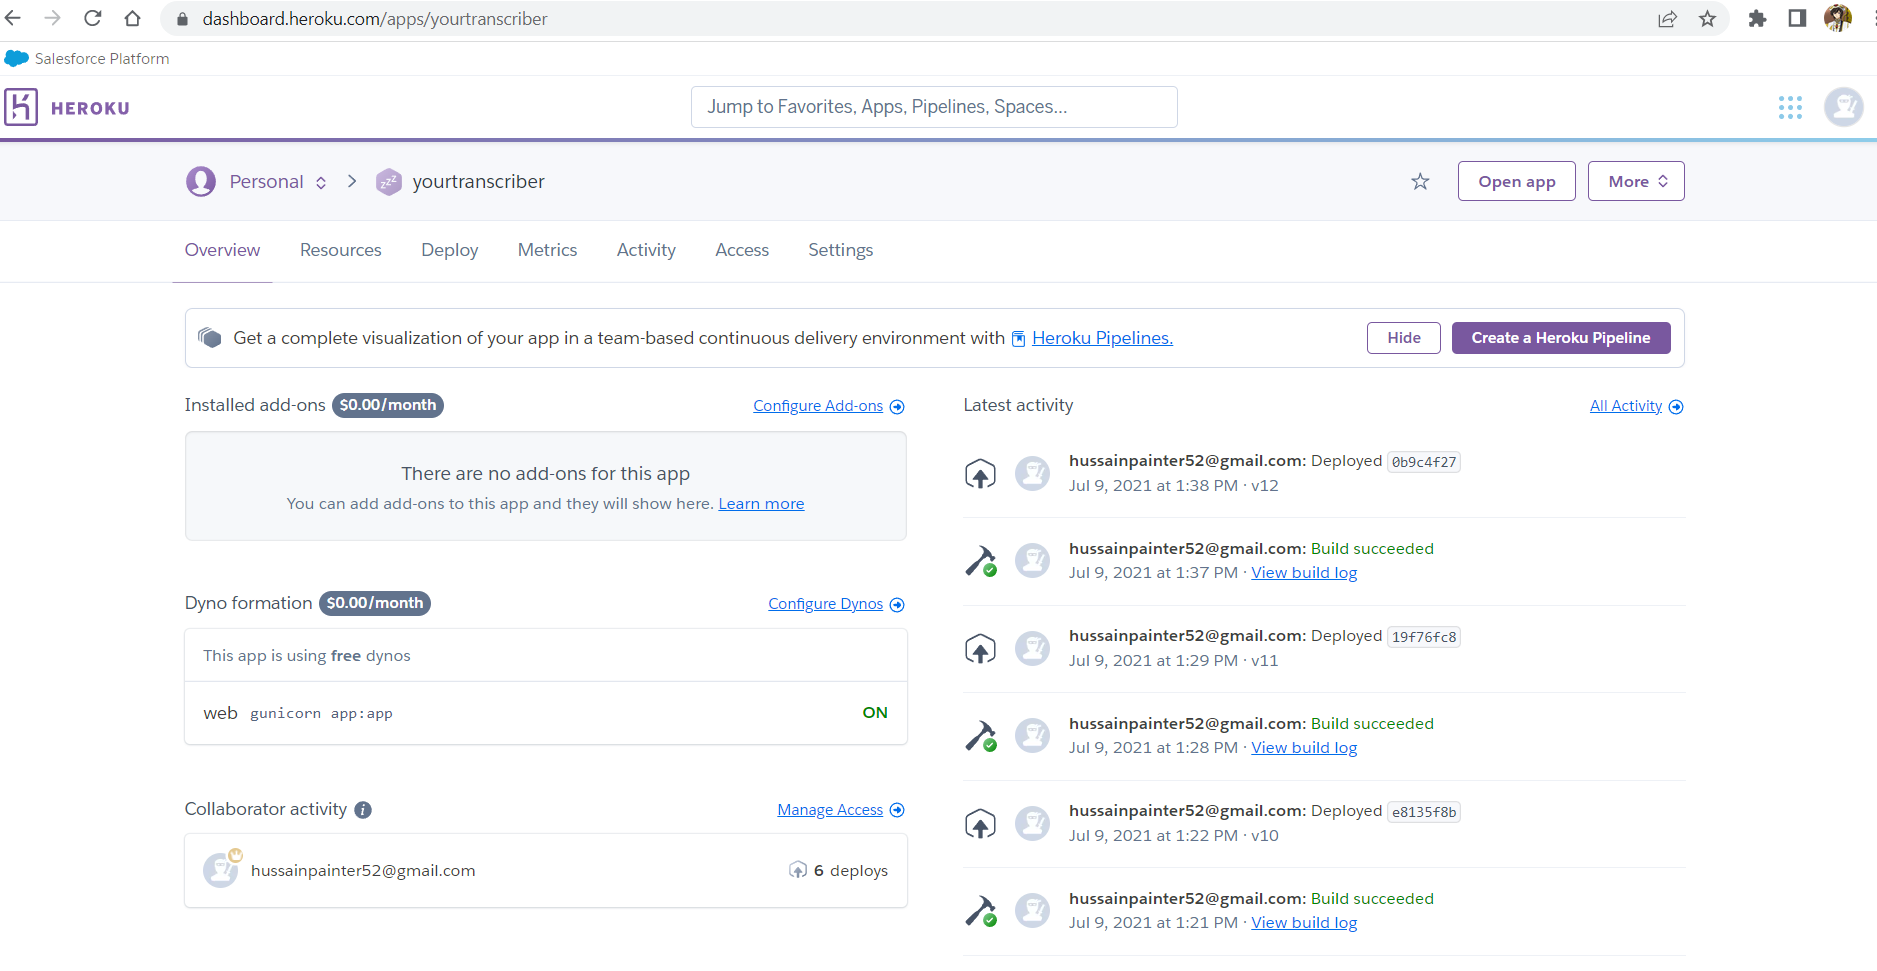 dashboard.heroku.com/apps/yourtranscriber
Salesforce Platform
HEROKU
Jump to Favorites, Apps, Pipelines, Spaces...
Personal
zzz
yourtranscriber
Open app
More
Overview
Resources
Deploy
Metrics
Activity
Access
Settings
Get a complete visualization of your app in a team-based continuous delivery environment with Heroku Pipelines.
Hide
Create a Heroku Pipeline
Installed add-ons $0.00/month
Configure Add-ons
There are no add-ons for this app
You can add add-ons to this app and they will show here. Learn more
Dyno formation $0.00/month
Configure Dynos
This app is using free dynos
web gunicorn app:app
ON
Collaborator activity
Manage Access
hussainpainter52@gmail.com
6 deploys
Latest activity
All Activity
hussainpainter52@gmail.com: Deployed 0b9c4f27
Jul 9, 2021 at 1:38 PM · v12
hussainpainter52@gmail.com: Build succeeded
Jul 9, 2021 at 1:37 PM · View build log
hussainpainter52@gmail.com: Deployed 19f76fc8
Jul 9, 2021 at 1:29 PM · v11
hussainpainter52@gmail.com: Build succeeded
Jul 9, 2021 at 1:28 PM · View build log
hussainpainter52@gmail.com: Deployed e8135f8b
Jul 9, 2021 at 1:22 PM · v10
hussainpainter52@gmail.com: Build succeeded
Jul 9, 2021 at 1:21 PM · View build log